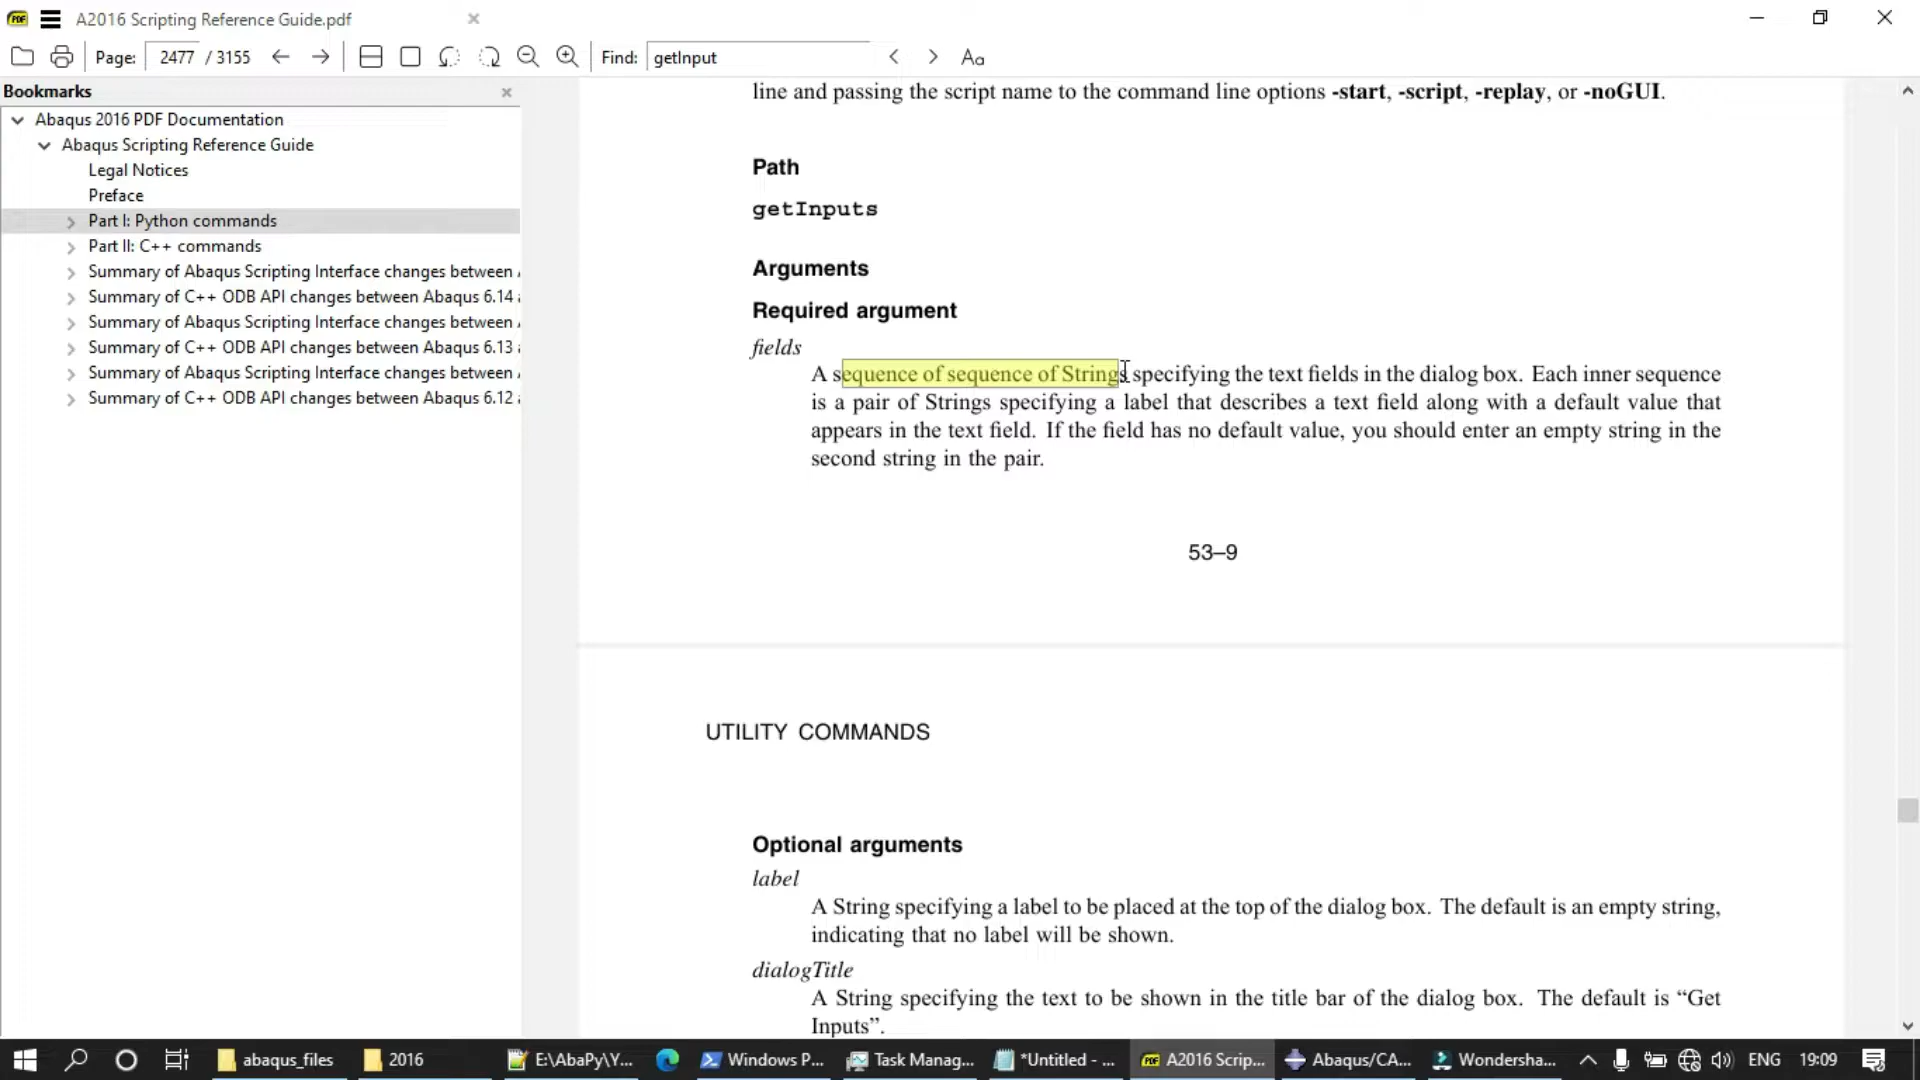 A2016 Scripting Reference Guide.pdf
Page: 2477 / 3155 Find: getInput Aa
Bookmarks
Abaqus 2016 PDF Documentation
Abaqus Scripting Reference Guide
Legal Notices
Preface
Part I: Python commands
Part II: C++ commands
Summary of Abaqus Scripting Interface changes between
Summary of C++ ODB API changes between Abaqus 6.14
Summary of Abaqus Scripting Interface changes between
Summary of C++ ODB API changes between Abaqus 6.13
Summary of Abaqus Scripting Interface changes between
Summary of C++ ODB API changes between Abaqus 6.12
line and passing the script name to the command line options -start, -script, -replay, or -noGUI.
Path
getInputs
Arguments
Required argument
fields
A sequence of sequence of Strings specifying the text fields in the dialog box. Each inner sequence
is a pair of Strings specifying a label that describes a text field along with a default value that
appears in the text field. If the field has no default value, you should enter an empty string in the
second string in the pair.
53–9
UTILITY COMMANDS
Optional arguments
label
A String specifying a label to be placed at the top of the dialog box. The default is an empty string,
indicating that no label will be shown.
dialogTitle
A String specifying the text to be shown in the title bar of the dialog box. The default is “Get
Inputs”.
abaqus_files 2016 E:\AbaPy\Y... Windows P... Task Manag... *Untitled - ... A2016 Scrip... Abaqus/CA... Wondersha... ENG 19:09